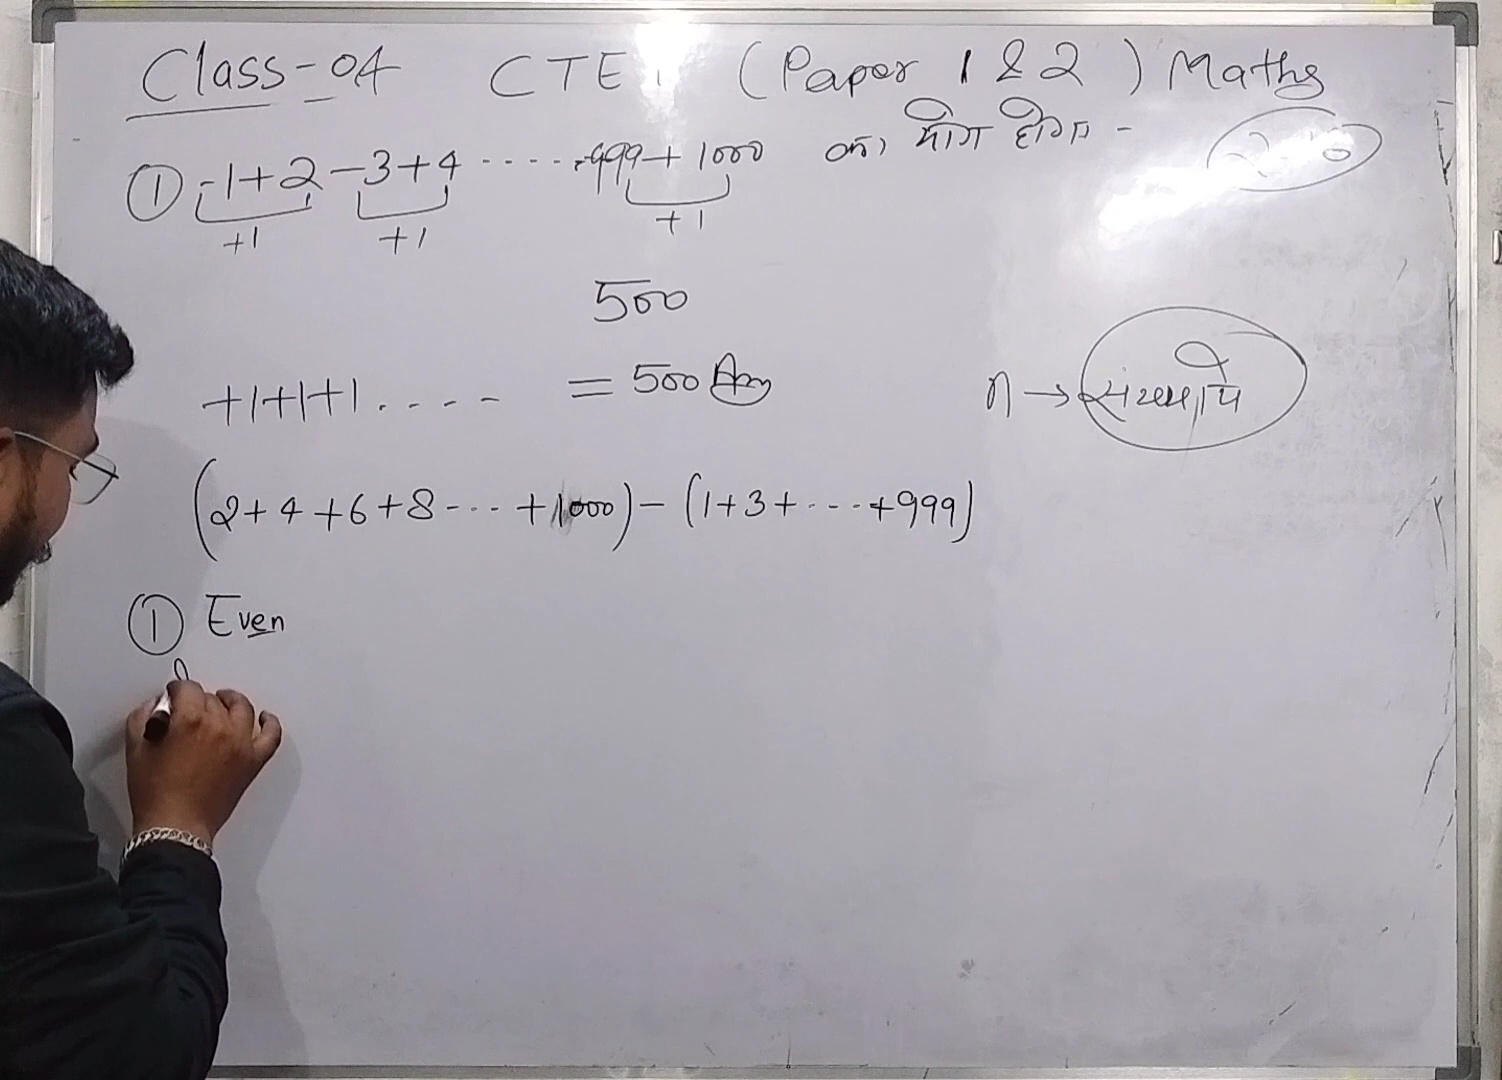 Class-04 CTET (Paper 1 & 2) Maths
① -1+2-3+4 ----- -999+1000 का योग होगा -
+1 +1 +1
500
+1+1+1.---- = 500 Ans
n →
(2+4+6+8---+1000)-(1+3+---+999)
① Even